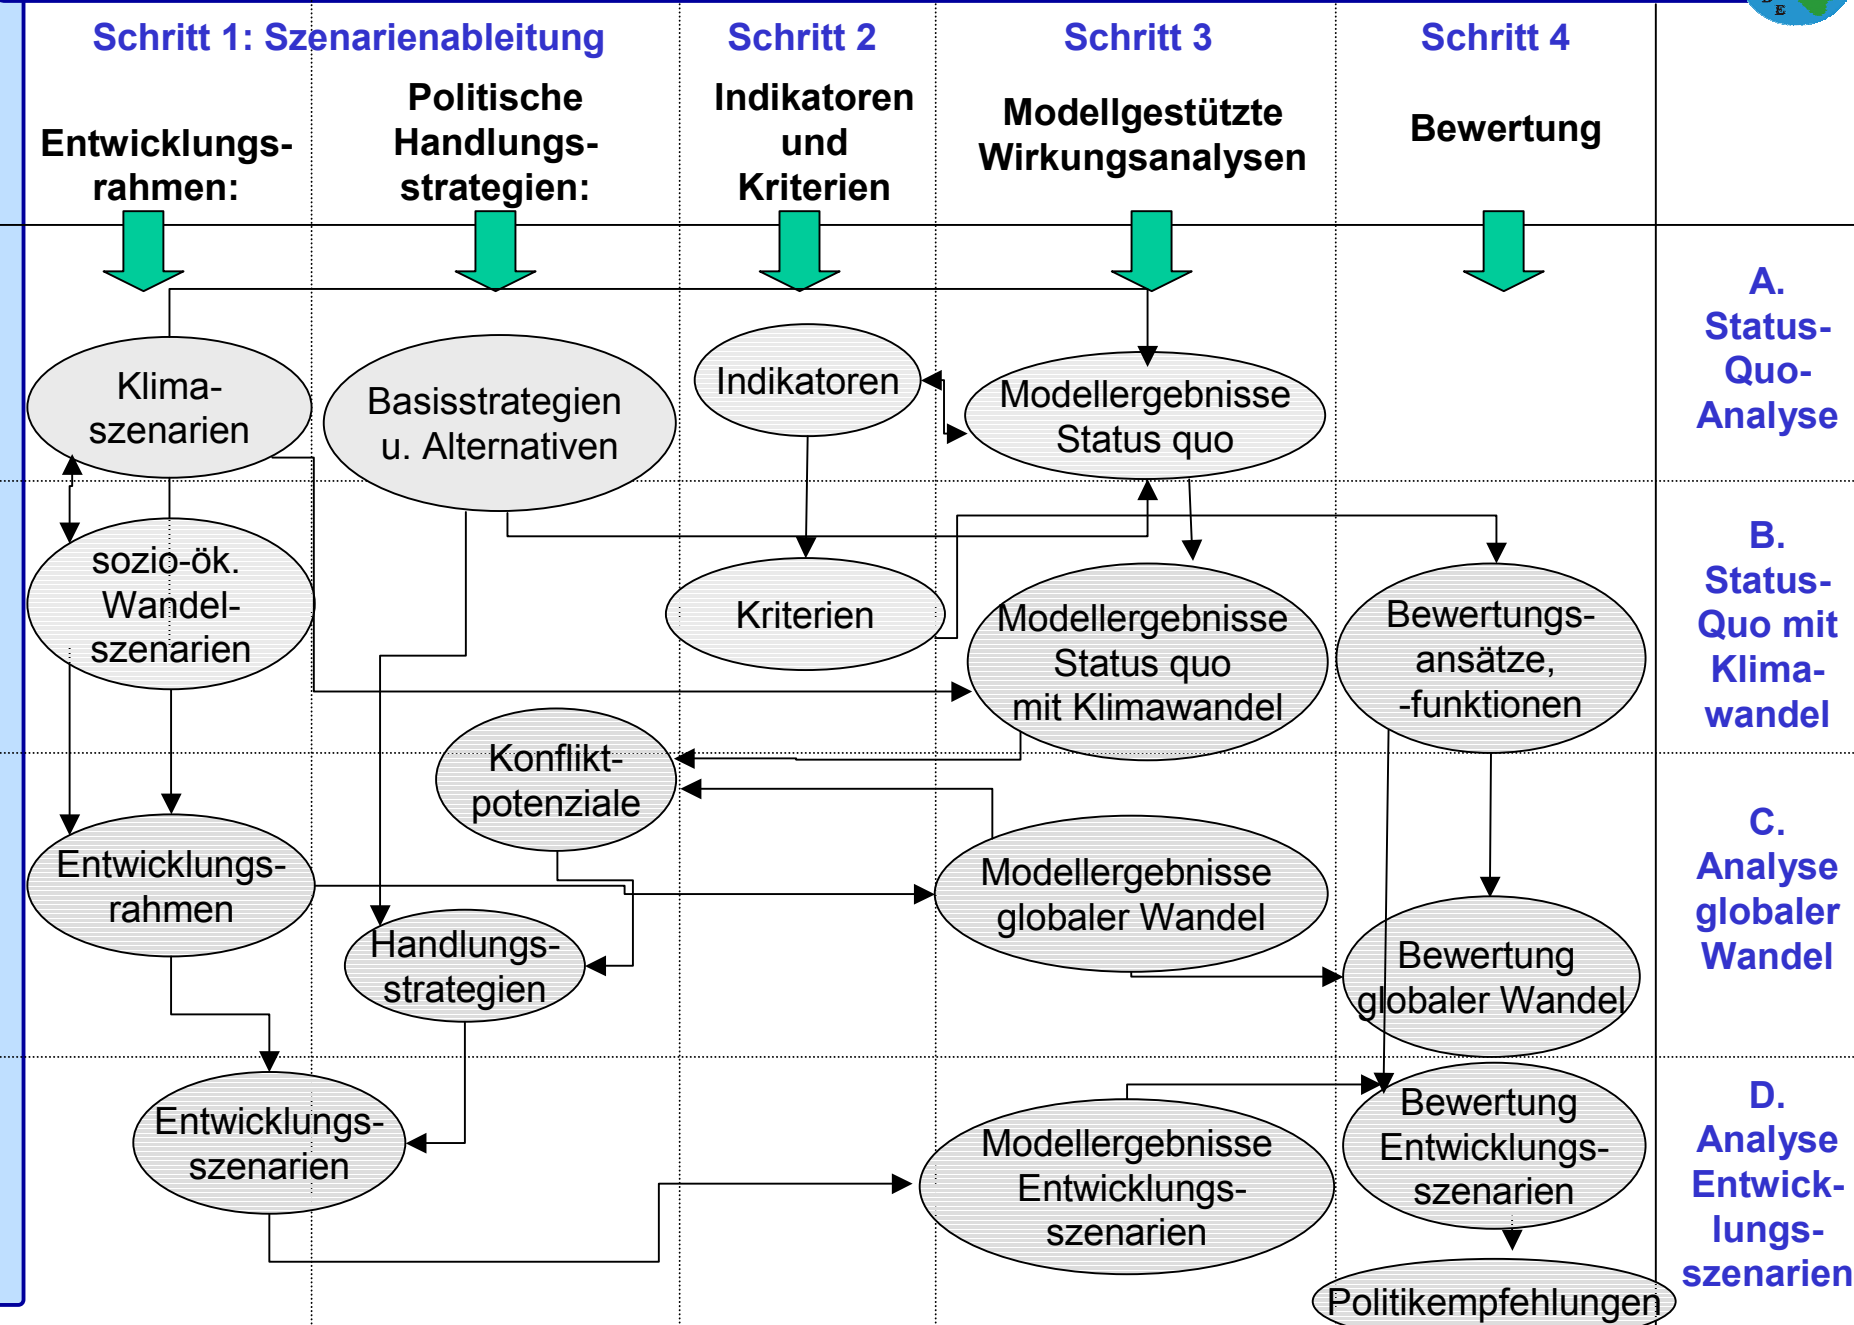 Schritt 1: Szenarienableitung
Schritt 2
Schritt 3
Schritt 4
Entwicklungs-
rahmen:
Politische
Handlungs-
strategien:
Indikatoren
und
Kriterien
Modellgestützte
Wirkungsanalysen
Bewertung
A.
Status-
Quo-
Analyse
Klima-
szenarien
Basisstrategien
u. Alternativen
Indikatoren
Modellergebnisse
Status quo
B.
Status-
Quo mit
Klima-
wandel
sozio-ök.
Wandel-
szenarien
Kriterien
Modellergebnisse
Status quo
mit Klimawandel
Bewertungs-
ansätze,
-funktionen
Konflikt-
potenziale
C.
Analyse
globaler
Wandel
Entwicklungs-
rahmen
Handlungs-
strategien
Modellergebnisse
globaler Wandel
Bewertung
globaler Wandel
D.
Analyse
Entwick-
lungs-
szenarien
Entwicklungs-
szenarien
Modellergebnisse
Entwicklungs-
szenarien
Bewertung
Entwicklungs-
szenarien
Politikempfehlungen